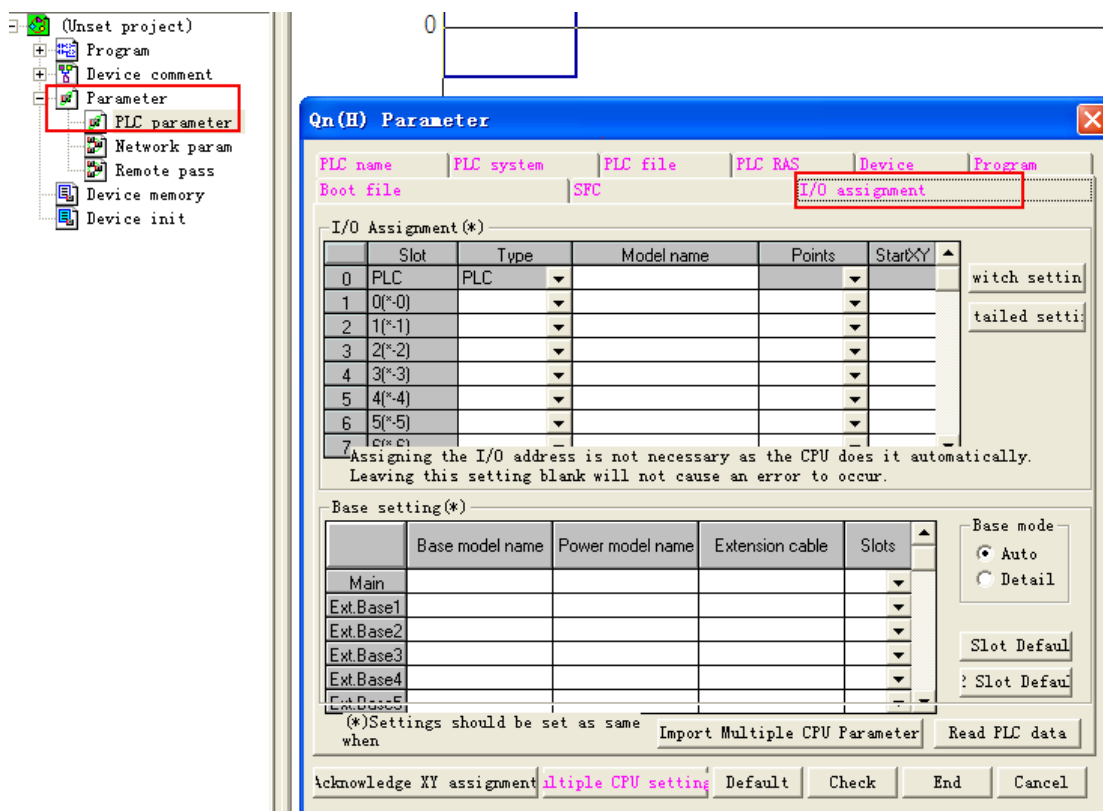 (Unset project)
Program
Device comment
Parameter
PLC parameter
Network param
Remote pass
Device memory
Device init
0
Qn(H) Parameter
PLC name PLC system PLC file PLC RAS Device Program
Boot file SFC I/O assignment
I/O Assignment(*)
Slot Type Model name Points StartXY
0 PLC PLC
1 0(*-0)
2 1(*-1)
3 2(*-2)
4 3(*-3)
5 4(*-4)
6 5(*-5)
7 6(*-6)
witch settin
tailed setti
Assigning the I/O address is not necessary as the CPU does it automatically.
Leaving this setting blank will not cause an error to occur.
Base setting(*)
Base model name Power model name Extension cable Slots
Main
Ext.Base1
Ext.Base2
Ext.Base3
Ext.Base4
Ext.Base5
Base mode
Auto
Detail
Slot Defaul
Slot Defaul
(*)Settings should be set as same
when
Import Multiple CPU Parameter Read PLC data
Acknowledge XY assignment ultiple CPU setting Default Check End Cancel